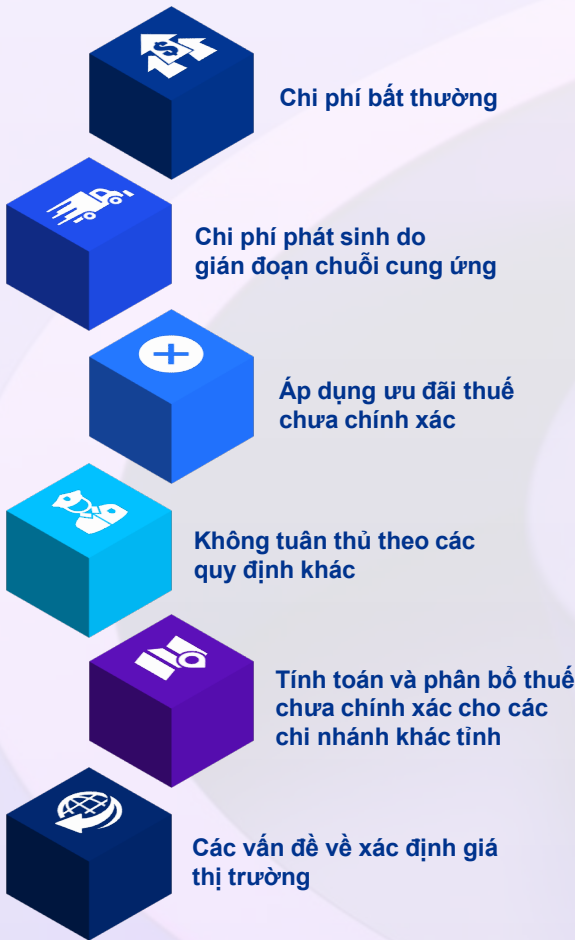 Chi phí bất thường
Chi phí phát sinh do
gián đoạn chuỗi cung ứng
Áp dụng ưu đãi thuế
chưa chính xác
Không tuân thủ theo các
quy định khác
Tính toán và phân bổ thuế
chưa chính xác cho các
chi nhánh khác tỉnh
Các vấn đề về xác định giá
thị trường